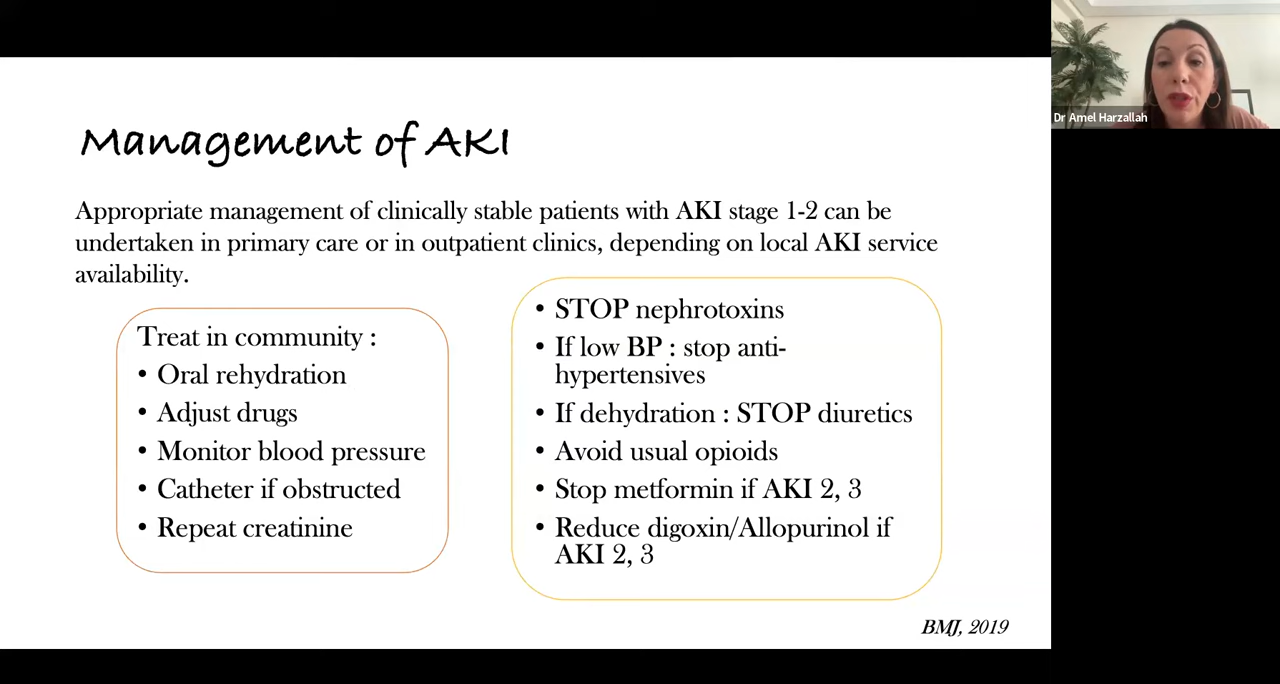 Management of AKI
Appropriate management of clinically stable patients with AKI stage 1-2 can be
undertaken in primary care or in outpatient clinics, depending on local AKI service
availability.
Treat in community :
• Oral rehydration
• Adjust drugs
• Monitor blood pressure
• Catheter if obstructed
• Repeat creatinine
• STOP nephrotoxins
• If low BP : stop anti-
hypertensives
• If dehydration : STOP diuretics
• Avoid usual opioids
• Stop metformin if AKI 2, 3
• Reduce digoxin/Allopurinol if
AKI 2, 3
BMJ, 2019
Dr Amel Harzallah